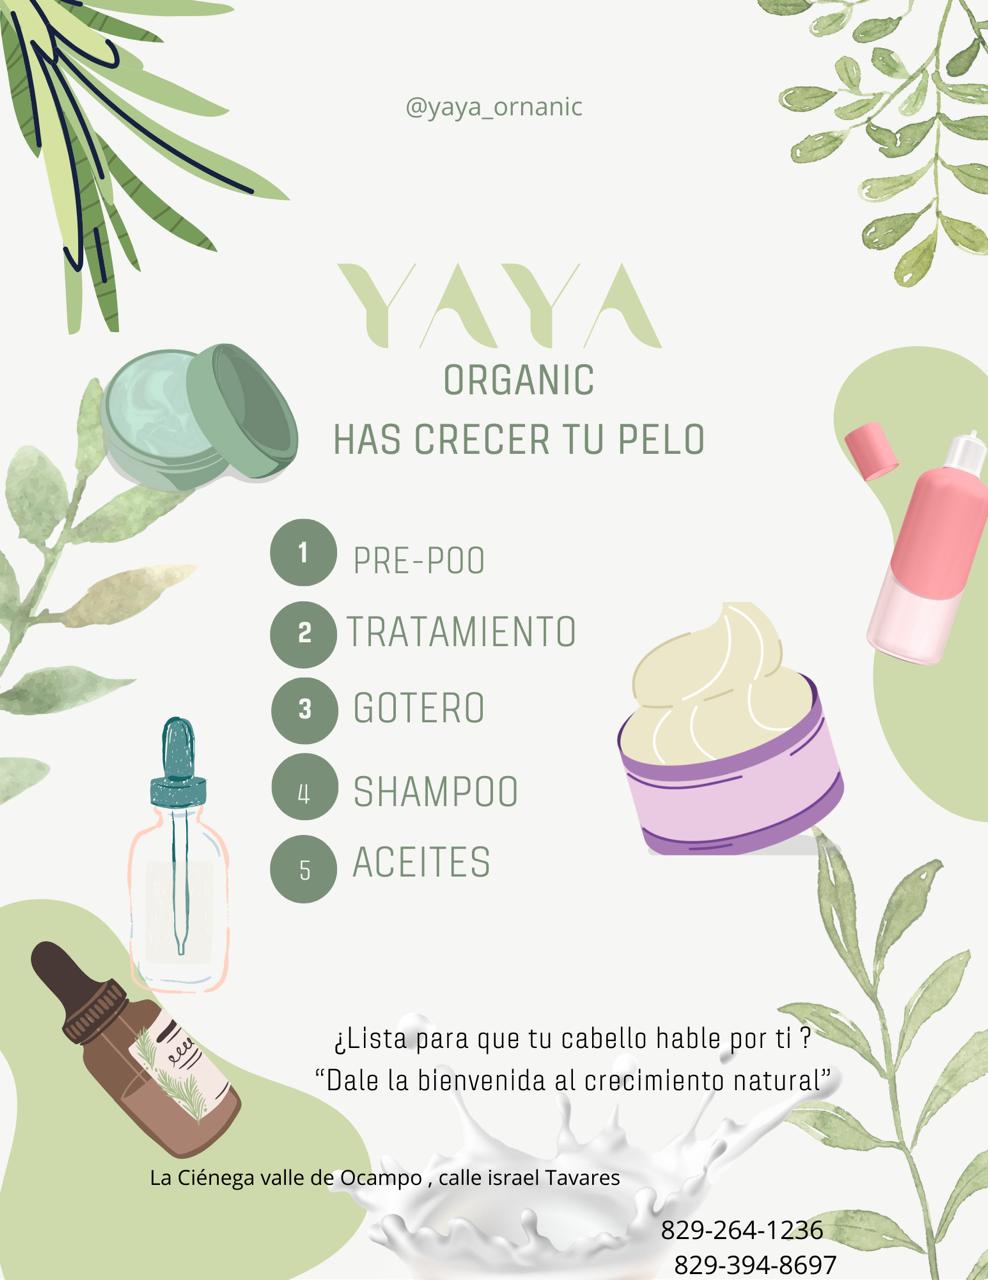 @yaya_ornanic
YAYA
ORGANIC
HAS CRECER TU PELO
1 PRE-POO
2 TRATAMIENTO
3 GOTERO
4 SHAMPOO
5 ACEITES
¿Lista para que tu cabello hable por ti ?
“Dale la bienvenida al crecimiento natural”
La Ciénega valle de Ocampo , calle israel Tavares
829-264-1236
829-394-8697